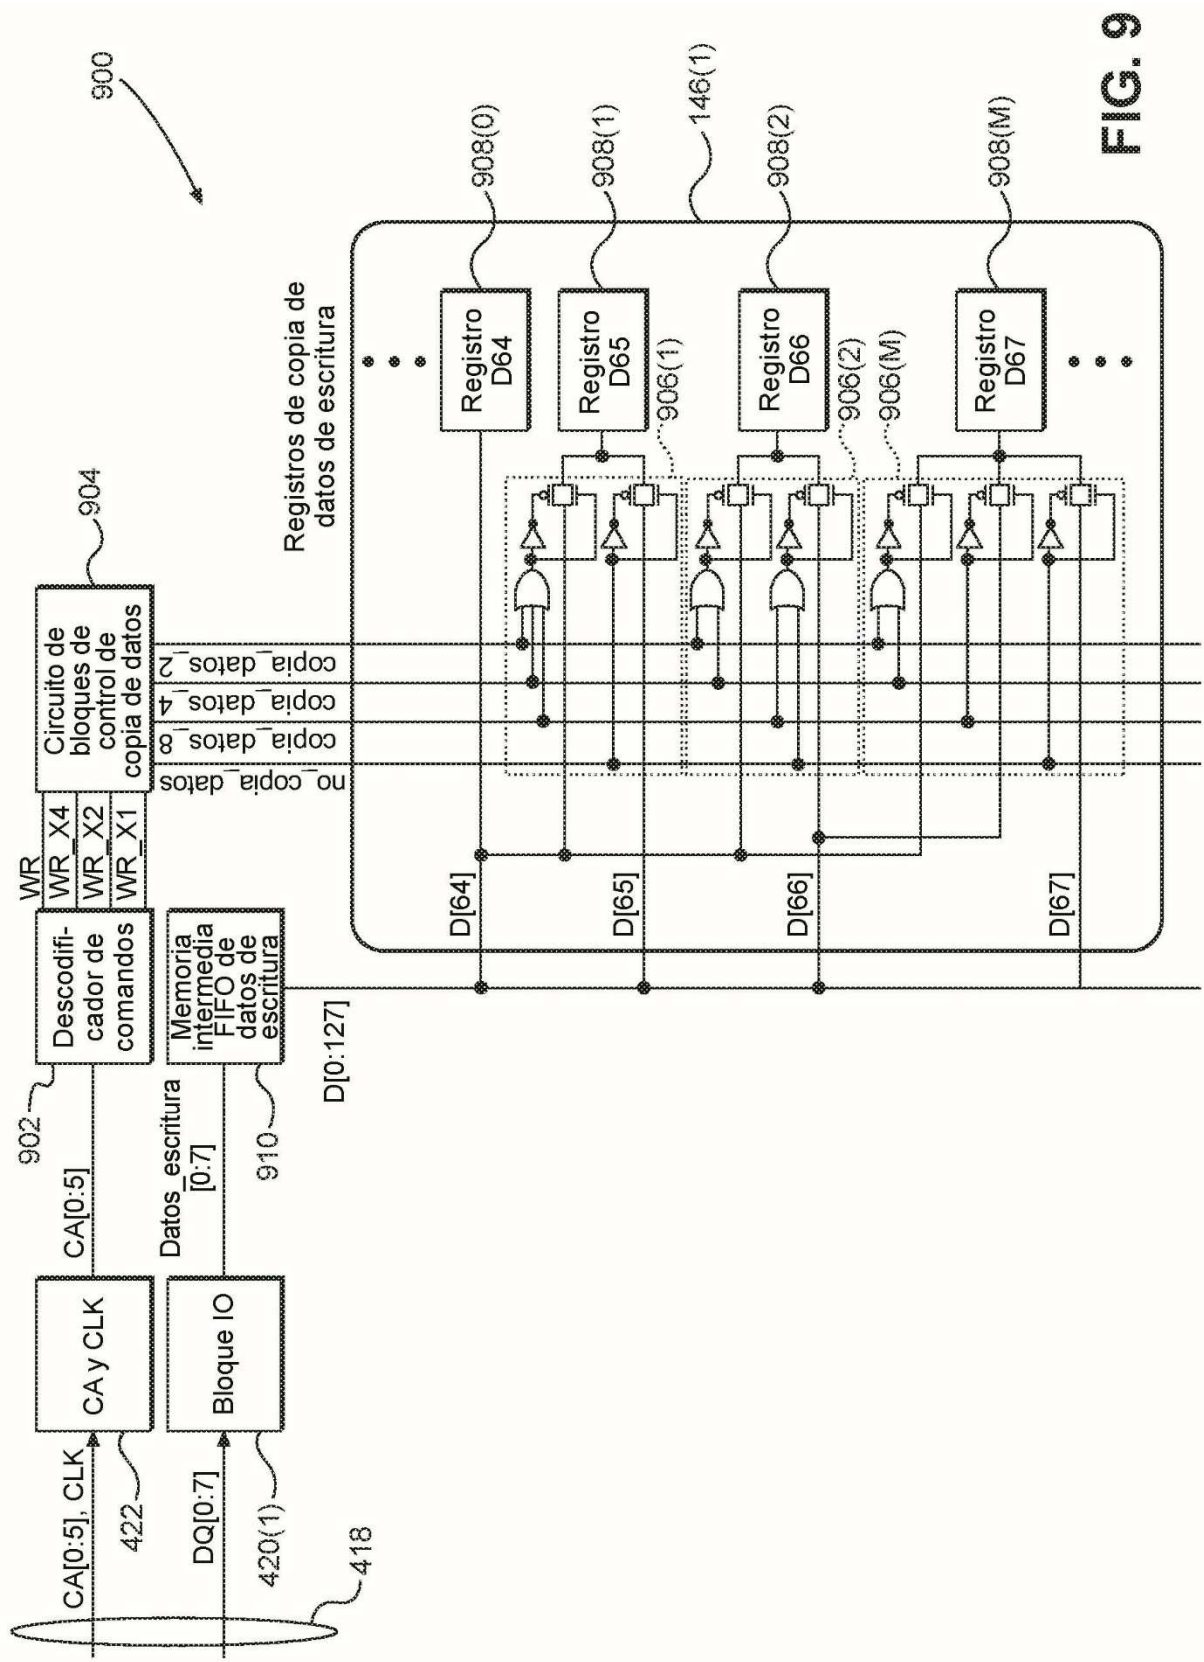 900
CA[0:5], CLK
422
CA y CLK
CA[0:5]
902
Descodifi-
cador de
comandos
WR
WR_X4
WR_X2
WR_X1
904
Circuito de
bloques de
control de
copia de datos
DQ[0:7]
420(1)
418
Bloque IO
Datos_escritura
[0:7]
910
Memoria
intermedia
FIFO de
datos de
escritura
D[0:127]
no_copia_datos
copia_datos_8
copia_datos_4
copia_datos_2
Registros de copia de
datos de escritura
D[64]
Registro
D64
908(0)
D[65]
Registro
D65
908(1)
906(1)
146(1)
D[66]
Registro
D66
908(2)
906(2)
906(M)
D[67]
Registro
D67
908(M)
FIG. 9